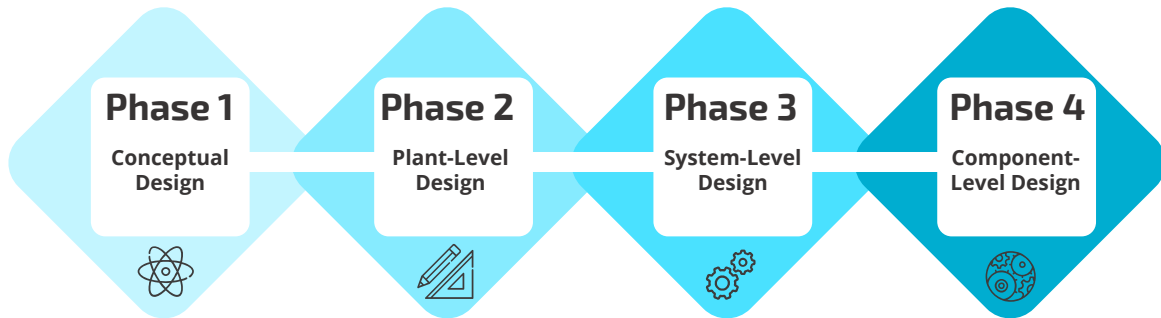 Phase 1
Conceptual
Design
Phase 2
Plant-Level
Design
Phase 3
System-Level
Design
Phase 4
Component-
Level Design